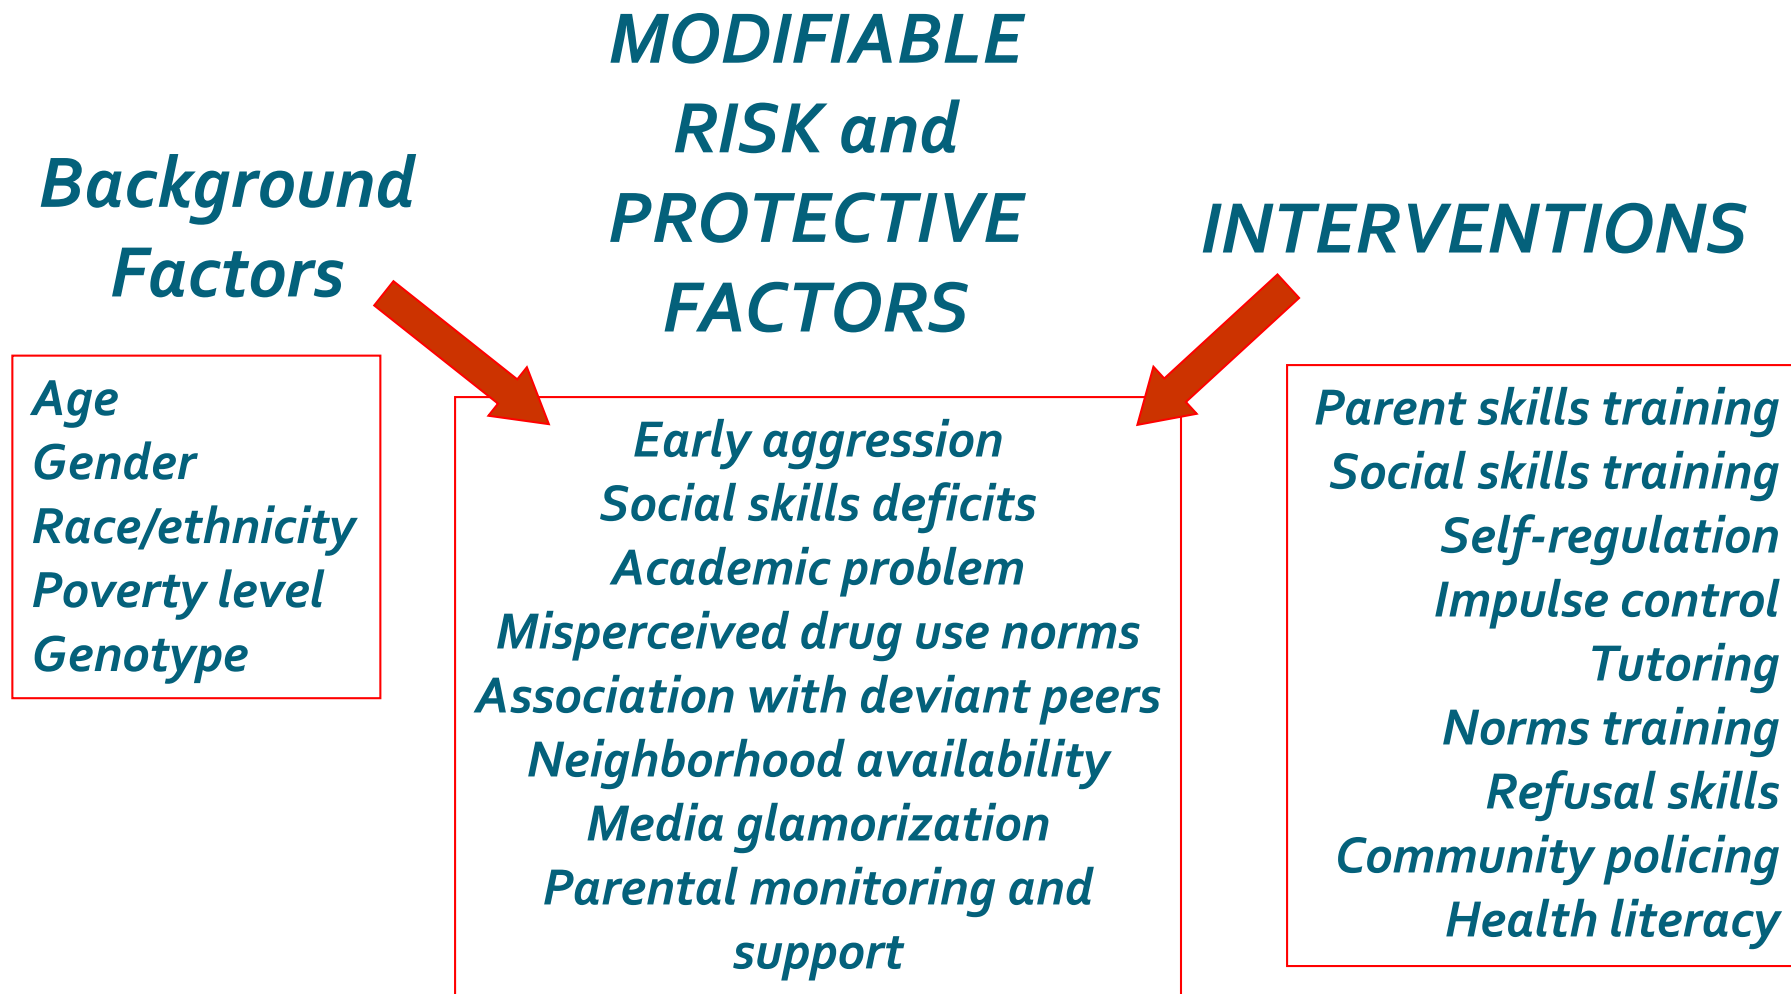 Background
Factors
Age
Gender
Race/ethnicity
Poverty level
Genotype
MODIFIABLE
RISK and
PROTECTIVE
FACTORS
Early aggression
Social skills deficits
Academic problem
Misperceived drug use norms
Association with deviant peers
Neighborhood availability
Media glamorization
Parental monitoring and
support
INTERVENTIONS
Parent skills training
Social skills training
Self-regulation
Impulse control
Tutoring
Norms training
Refusal skills
Community policing
Health literacy